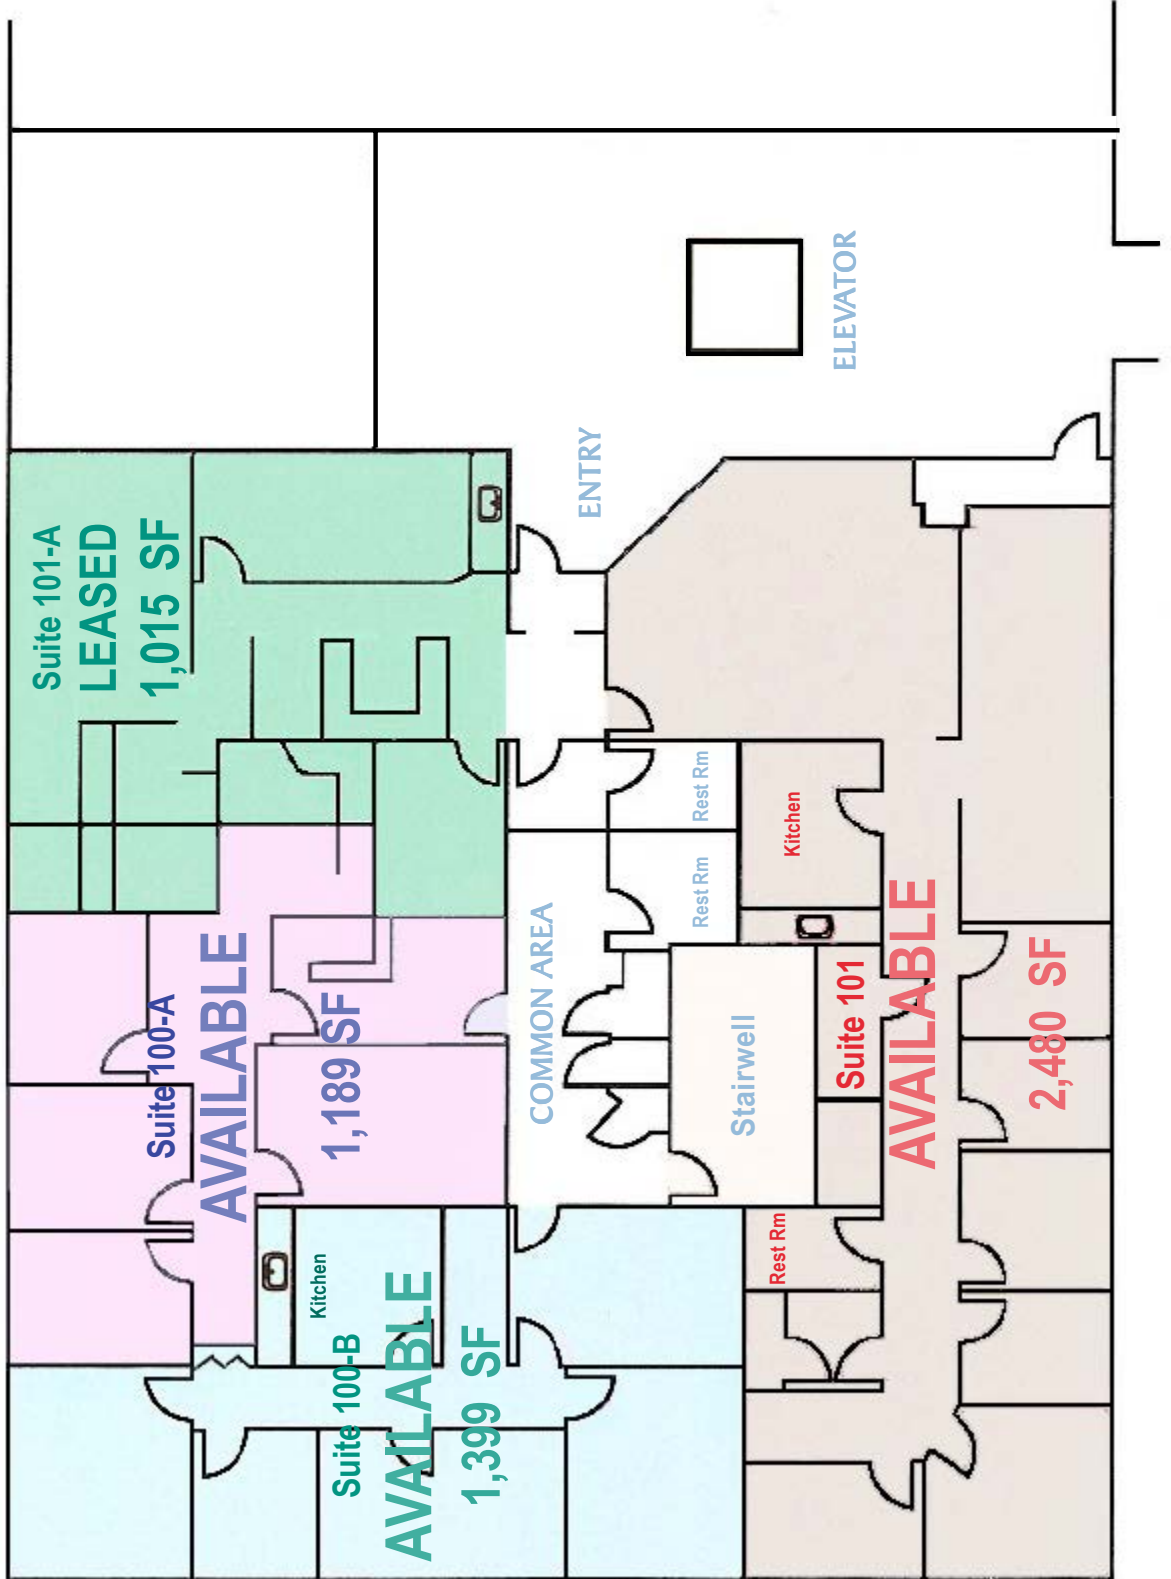 Suite 101-A
LEASED
1,015 SF
ENTRY
ELEVATOR
Suite 100-A
AVAILABLE
1,189 SF
COMMON AREA
Rest Rm
Rest Rm
Stairwell
Kitchen
Suite 101
AVAILABLE
2,480 SF
Kitchen
Suite 100-B
AVAILABLE
1,399 SF
Rest Rm